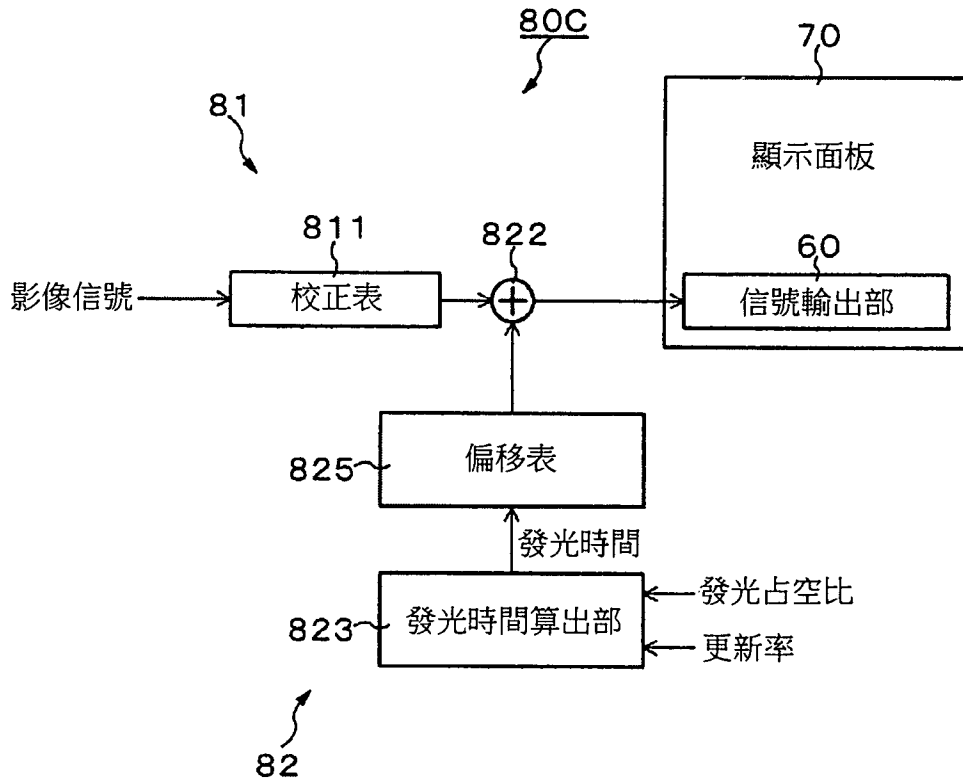 80C
70
81
顯示面板
811
822
60
影像信號
校正表
信號輸出部
825
偏移表
發光時間
823
發光時間算出部
發光占空比
更新率
82